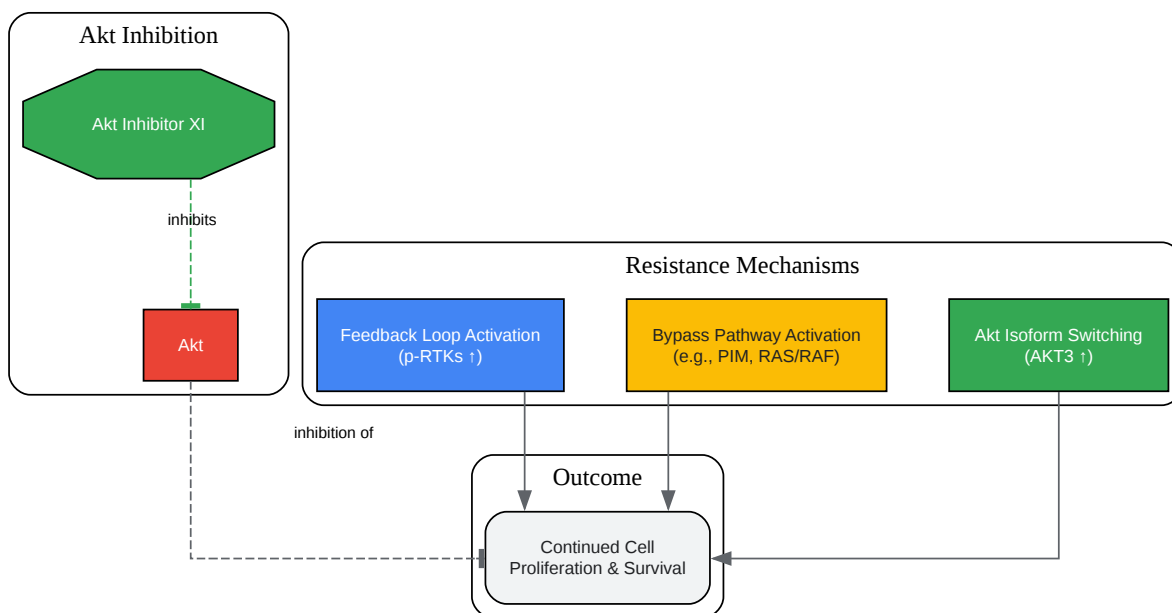 Akt Inhibition
Akt Inhibitor XI
inhibits
Akt
Resistance Mechanisms
Feedback Loop Activation
(p-RTKs ↑)
Bypass Pathway Activation
(e.g., PIM, RAS/RAF)
Akt Isoform Switching
(AKT3 ↑)
inhibition of
Outcome
Continued Cell
Proliferation & Survival